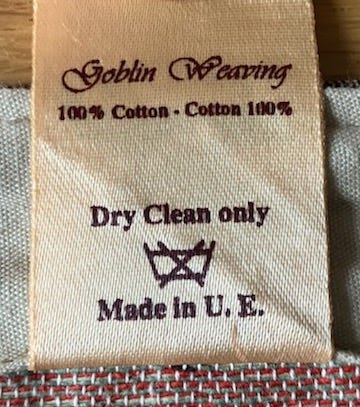 Goblin Weaving
100% Cotton - Cotton 100%
Dry Clean only
Made in U. E.